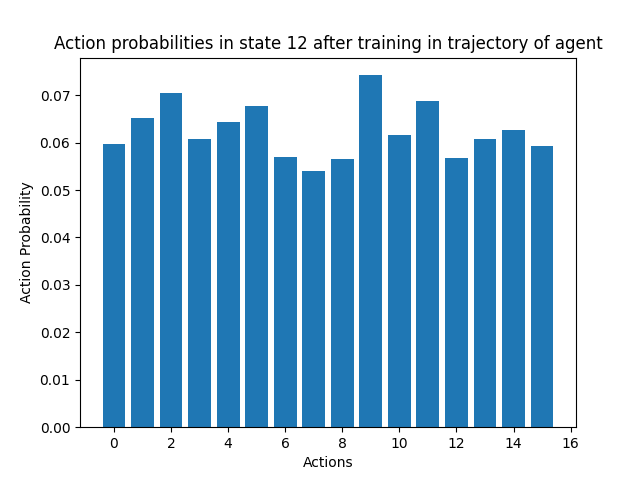 Action probabilities in state 12 after training in trajectory of agent
0.07
0.06
0.05
0.04
0.03
0.02
0.01
0.00
Action Probability
0 2 4 6 8 10 12 14 16
Actions